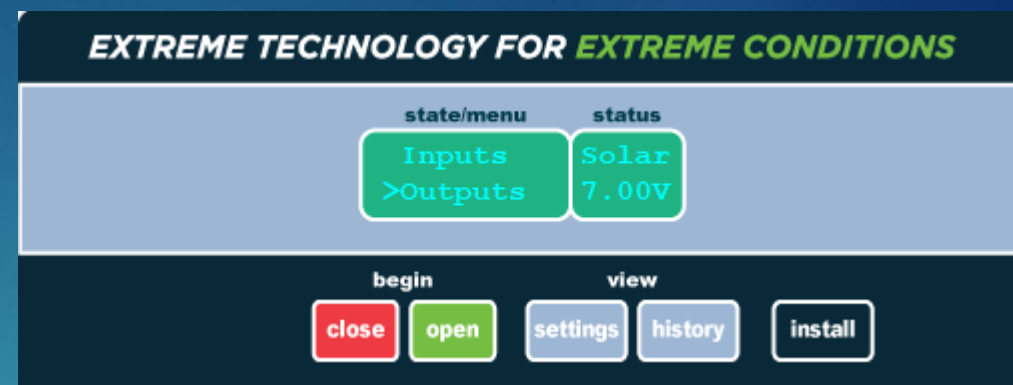 EXTREME TECHNOLOGY FOR EXTREME CONDITIONS
state/menu status
Inputs Solar
>Outputs 7.00V
begin view
close open settings history install